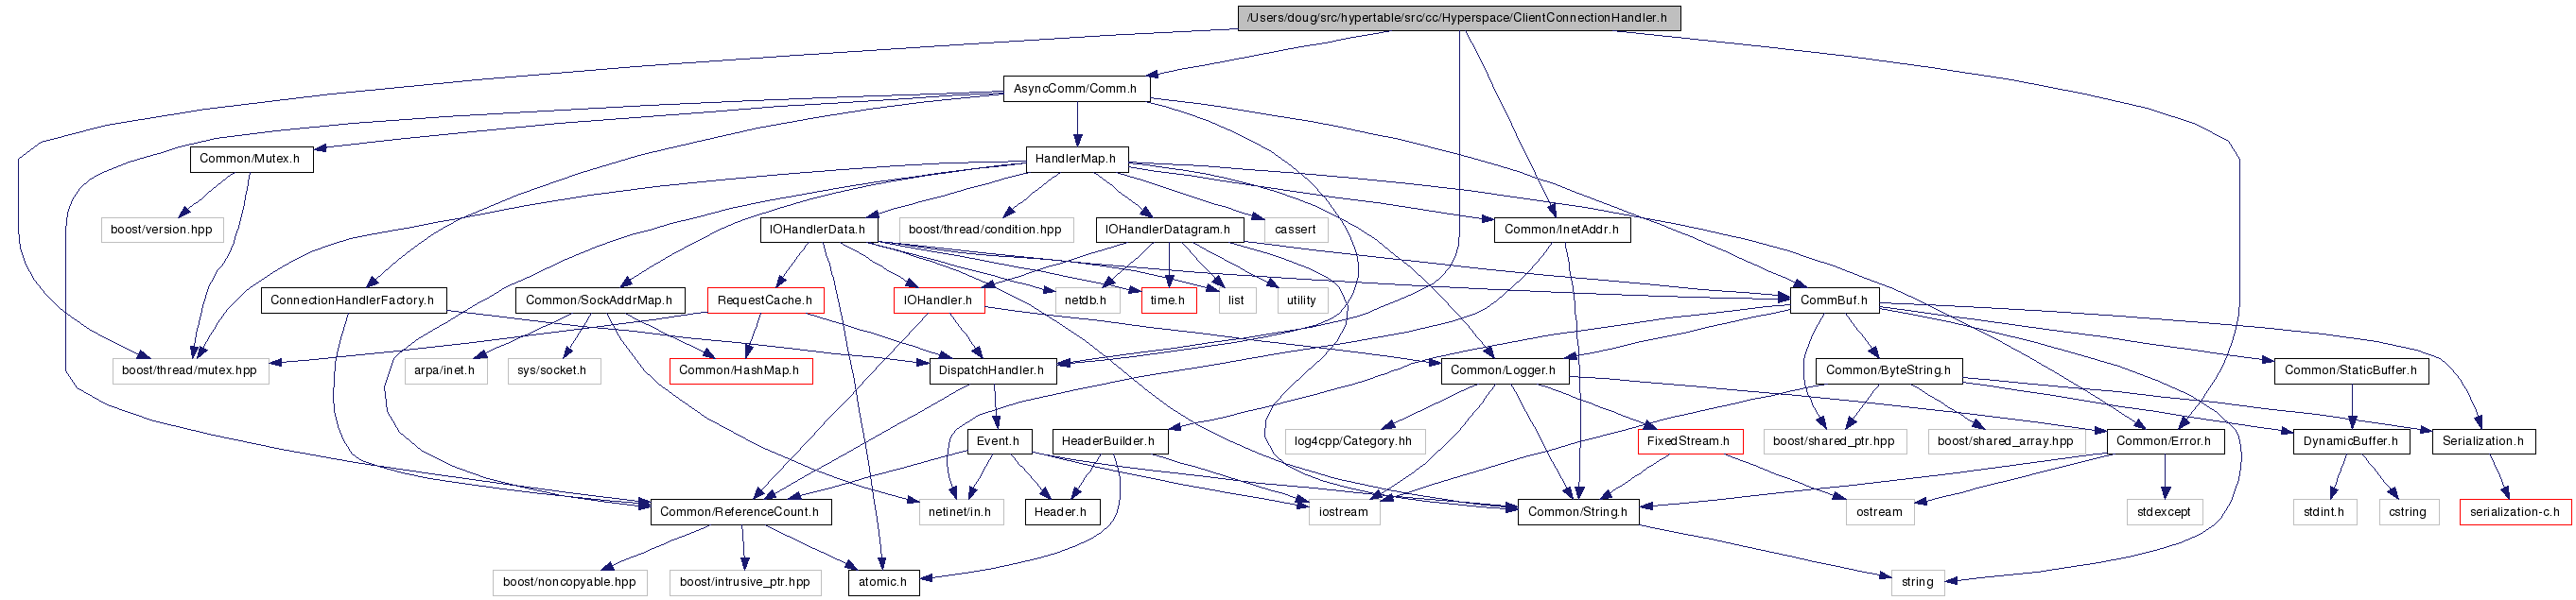 /Users/doug/src/hypertable/src/cc/Hyperspace/ClientConnectionHandler.h
AsyncComm/Comm.h
Common/Mutex.h
HandlerMap.h
boost/version.hpp
IOHandlerData.h
boost/thread/condition.hpp
IOHandlerDatagram.h
cassert
Common/InetAddr.h
ConnectionHandlerFactory.h
Common/SockAddrMap.h
RequestCache.h
IOHandler.h
netdb.h
time.h
list
utility
CommBuf.h
boost/thread/mutex.hpp
arpa/inet.h
sys/socket.h
Common/HashMap.h
DispatchHandler.h
Common/Logger.h
Common/ByteString.h
Common/StaticBuffer.h
Event.h
HeaderBuilder.h
log4cpp/Category.hh
FixedStream.h
boost/shared_ptr.hpp
boost/shared_array.hpp
Common/Error.h
DynamicBuffer.h
Serialization.h
Common/ReferenceCount.h
netinet/in.h
Header.h
iostream
Common/String.h
ostream
stdexcept
stdint.h
cstring
serialization-c.h
boost/noncopyable.hpp
boost/intrusive_ptr.hpp
atomic.h
string